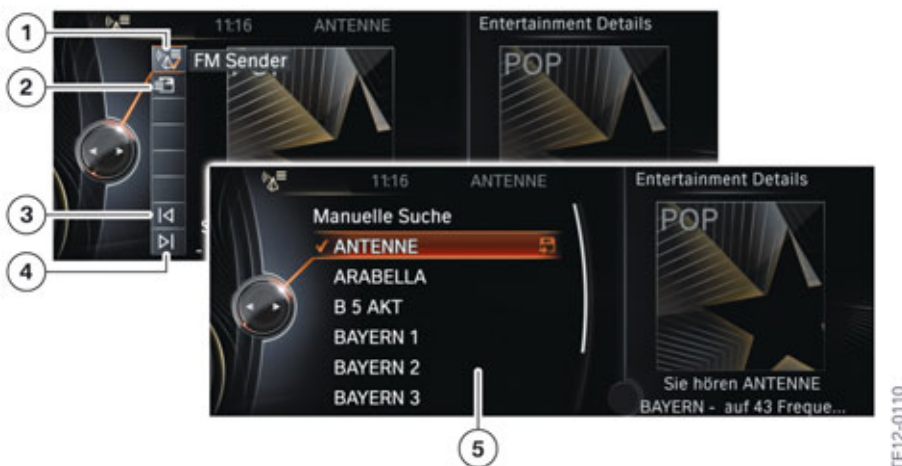 1
2
3
4
11:16 ANTENNE Entertainment Details
FM Sender
POP
POP
11:16 ANTENNE Entertainment Details
Manuelle Suche
ANTENNE
ARABELLA
B 5 AKT
BAYERN 1
BAYERN 2
BAYERN 3
POP
Sie hören ANTENNE
BAYERN - auf 43 Freque...
5
TE12-0110